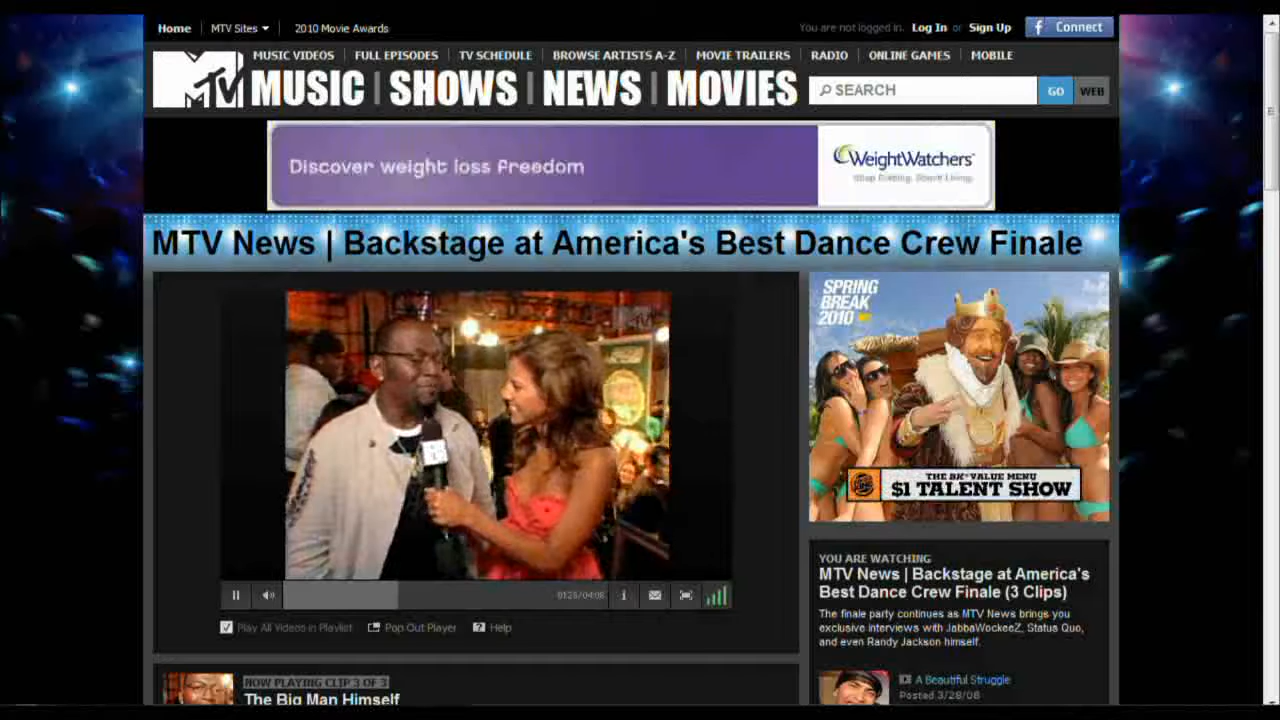 Home MTV Sites 2010 Movie Awards You are not logged in. Log In or Sign Up f Connect
MUSIC VIDEOS FULL EPISODES TV SCHEDULE BROWSE ARTISTS A-Z MOVIE TRAILERS RADIO ONLINE GAMES MOBILE
MTV MUSIC | SHOWS | NEWS | MOVIES SEARCH GO WEB
Discover weight loss freedom
WeightWatchers
Stop Dieting. Start Living.
MTV News | Backstage at America's Best Dance Crew Finale
SPRING
BREAK
2010
THE BK® VALUE MENU
$1 TALENT SHOW
01:26/04:08
Play All Videos in Playlist Pop Out Player ? Help
NOW PLAYING CLIP 3 OF 3
The Big Man Himself
YOU ARE WATCHING
MTV News | Backstage at America's
Best Dance Crew Finale (3 Clips)
The finale party continues as MTV News brings you
exclusive interviews with JabbaWockeeZ, Status Quo,
and even Randy Jackson himself.
A Beautiful Struggle
Posted 3/28/08